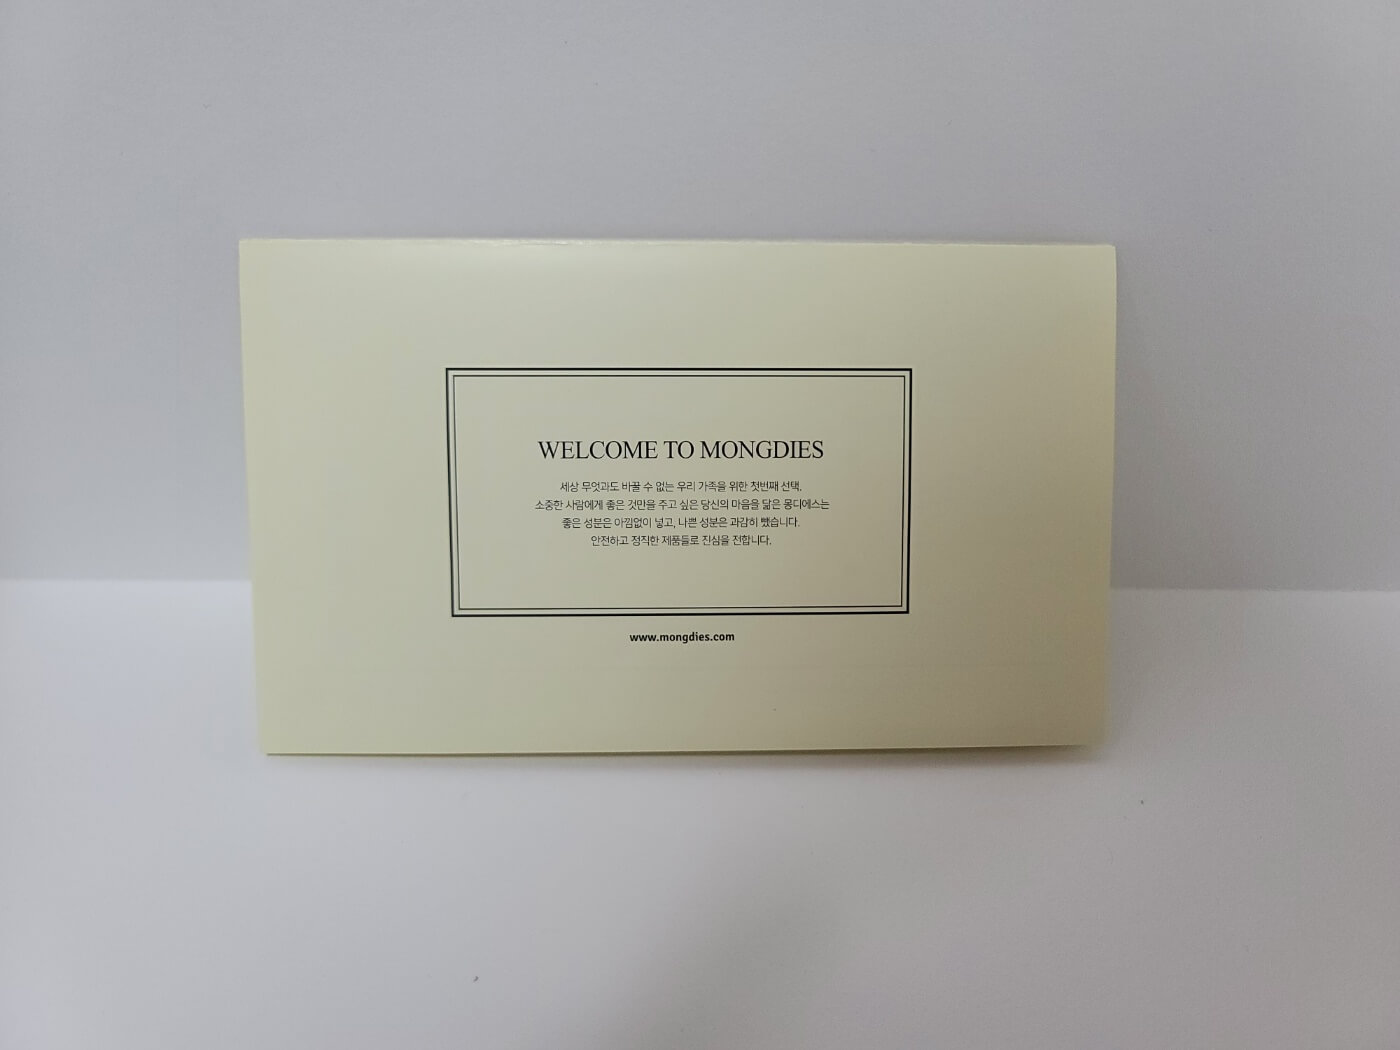 WELCOME TO MONGDIES
세상 무엇과도 바꿀 수 없는 우리 가족을 위한 첫번째 선택.
소중한 사람에게 좋은 것만을 주고 싶은 당신의 마음을 닮은 몽디에스는
좋은 성분은 아낌없이 넣고, 나쁜 성분은 과감히 뺐습니다.
안전하고 정직한 제품들로 진심을 전합니다.
www.mongdies.com